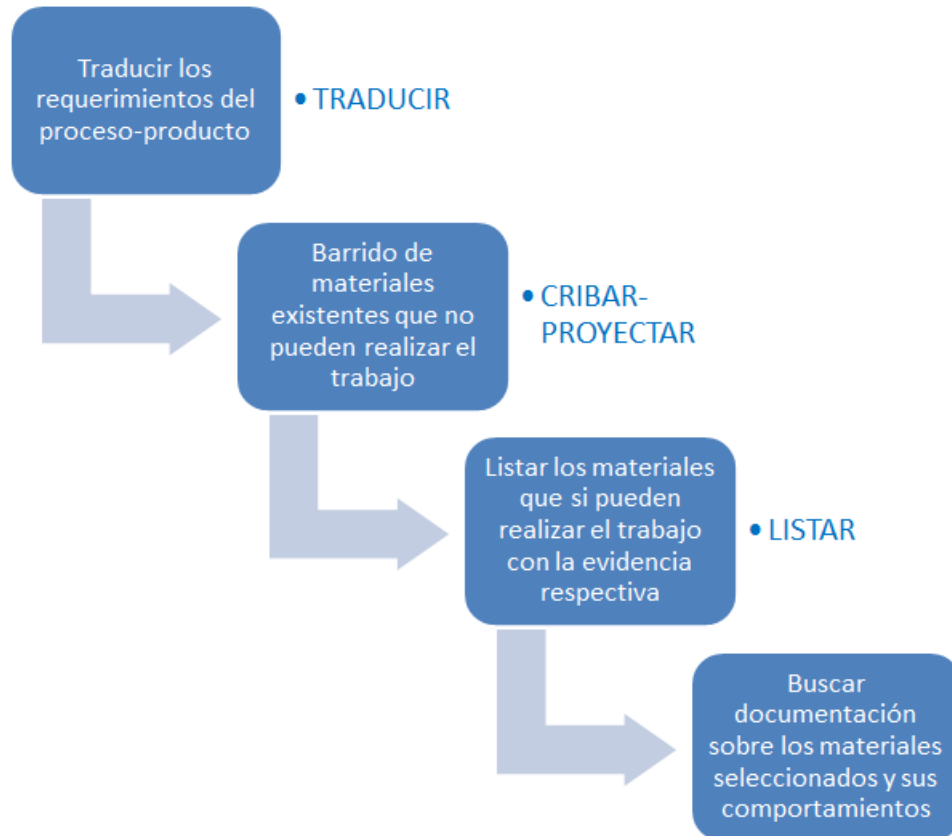 Traducir los
requerimientos del
proceso-producto
• TRADUCIR
Barrido de
materiales
existentes que no
pueden realizar el
trabajo
• CRIBAR-
PROYECTAR
Listar los materiales
que si pueden
realizar el trabajo
con la evidencia
respectiva
• LISTAR
Buscar
documentación
sobre los materiales
seleccionados y sus
comportamientos